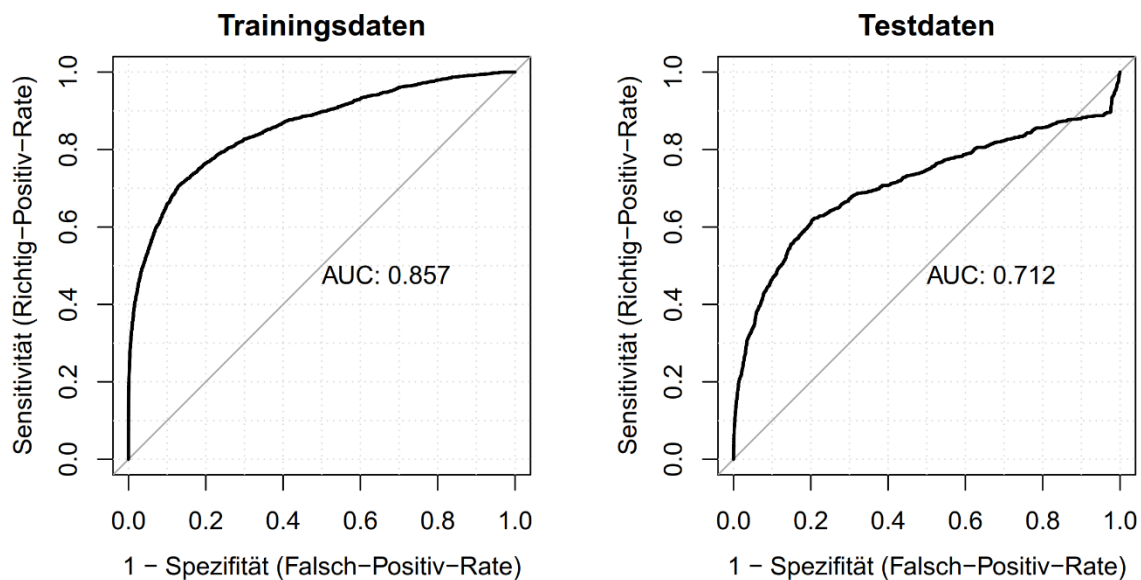 Trainingsdaten
Sensitivität (Richtig−Positiv−Rate)
1.0
0.8
0.6
0.4
0.2
0.0
AUC: 0.857
0.0 0.2 0.4 0.6 0.8 1.0
1 − Spezifität (Falsch−Positiv−Rate)
Testdaten
Sensitivität (Richtig−Positiv−Rate)
1.0
0.8
0.6
0.4
0.2
0.0
AUC: 0.712
0.0 0.2 0.4 0.6 0.8 1.0
1 − Spezifität (Falsch−Positiv−Rate)